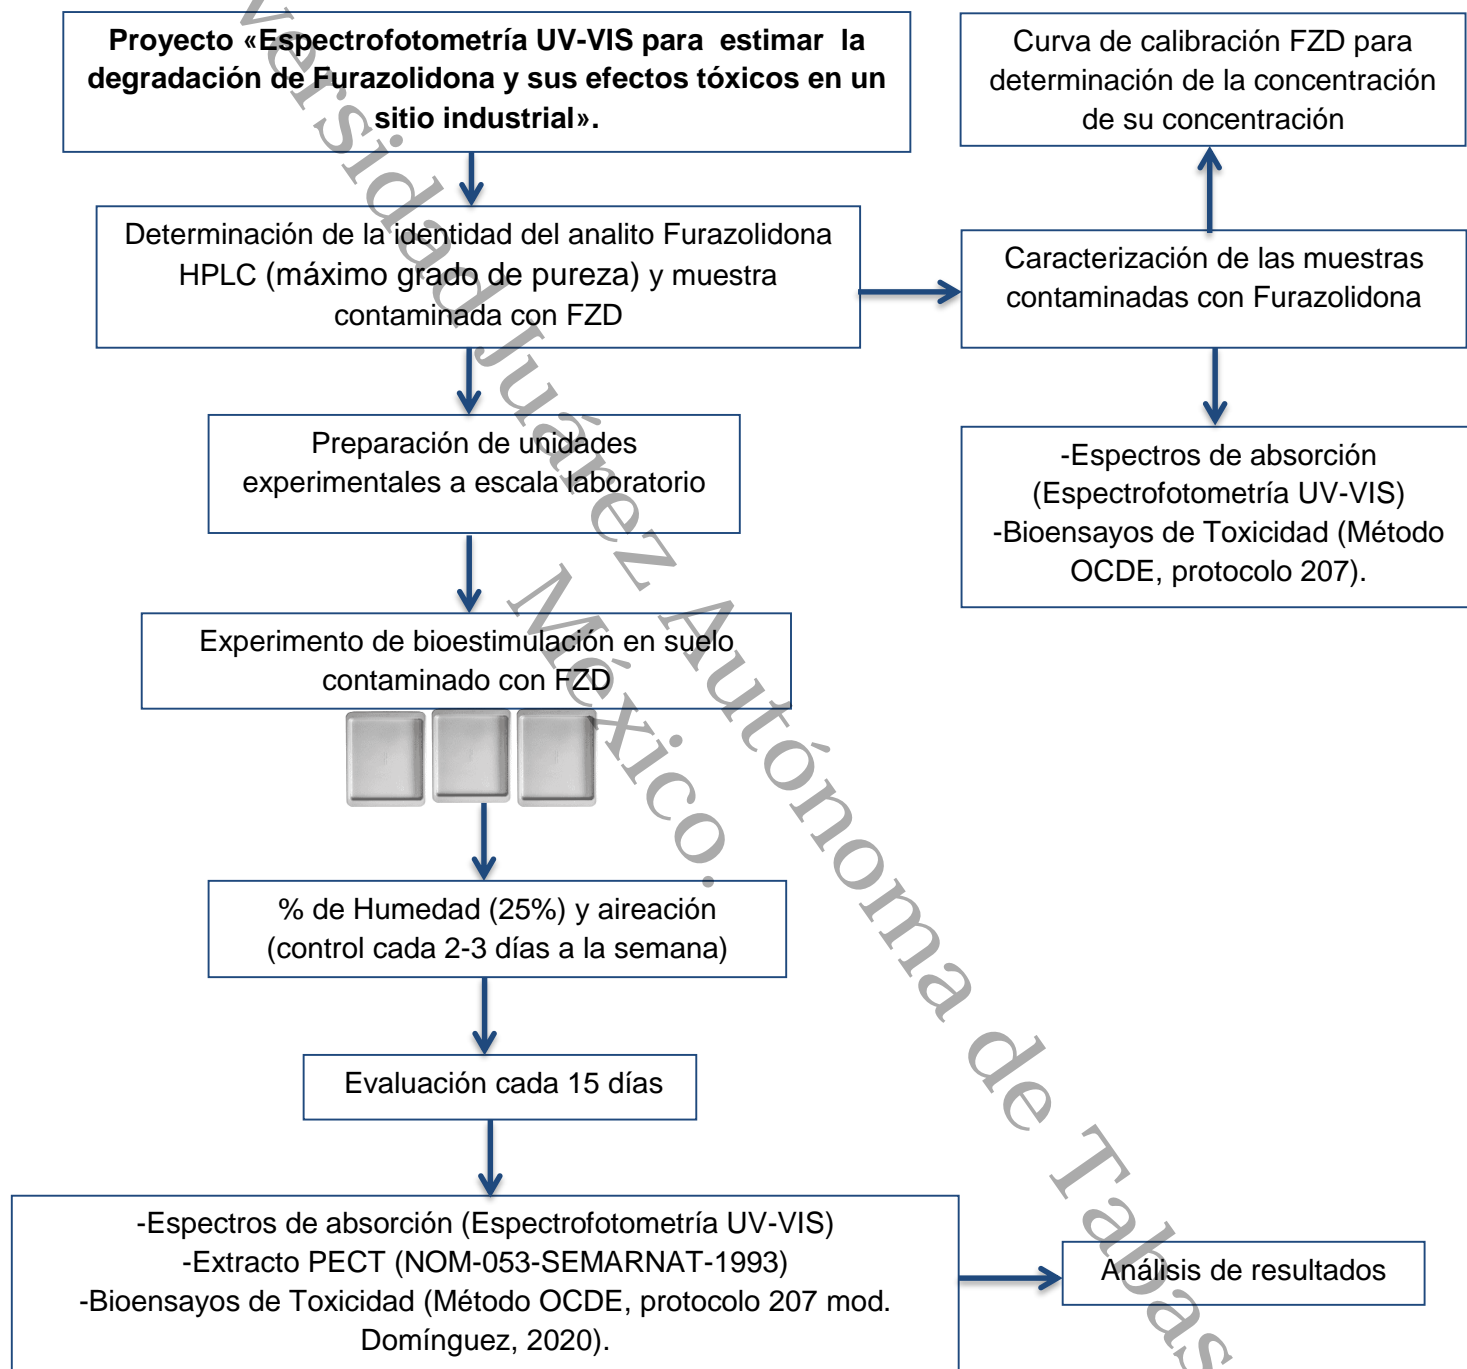 Proyecto «Espectrofotometría UV-VIS para estimar la
degradación de Furazolidona y sus efectos tóxicos en un
sitio industrial».
Curva de calibración FZD para
determinación de la concentración
de su concentración
Determinación de la identidad del analito Furazolidona
HPLC (máximo grado de pureza) y muestra
contaminada con FZD
Caracterización de las muestras
contaminadas con Furazolidona
Preparación de unidades
experimentales a escala laboratorio
-Espectros de absorción
(Espectrofotometría UV-VIS)
-Bioensayos de Toxicidad (Método
OCDE, protocolo 207).
Experimento de bioestimulación en suelo
contaminado con FZD
% de Humedad (25%) y aireación
(control cada 2-3 días a la semana)
Evaluación cada 15 días
-Espectros de absorción (Espectrofotometría UV-VIS)
-Extracto PECT (NOM-053-SEMARNAT-1993)
-Bioensayos de Toxicidad (Método OCDE, protocolo 207 mod.
Domínguez, 2020).
Análisis de resultados
versidad Juárez Autónoma de Tabas
México.